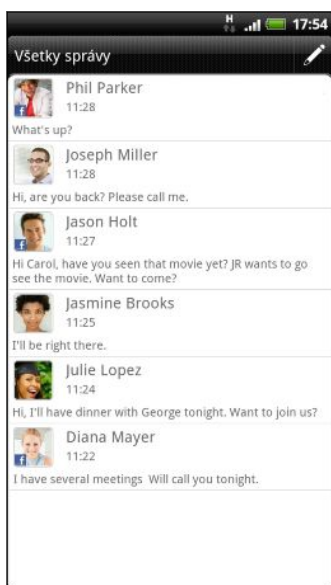 H 17:54
Všetky správy
Phil Parker
11:28
What's up?
Joseph Miller
11:28
Hi, are you back? Please call me.
Jason Holt
11:27
Hi Carol, have you seen that movie yet? JR wants to go
see the movie. Want to come?
Jasmine Brooks
11:25
I'll be right there.
Julie Lopez
11:24
Hi, I'll have dinner with George tonight. Want to join us?
Diana Mayer
11:22
I have several meetings  Will call you tonight.